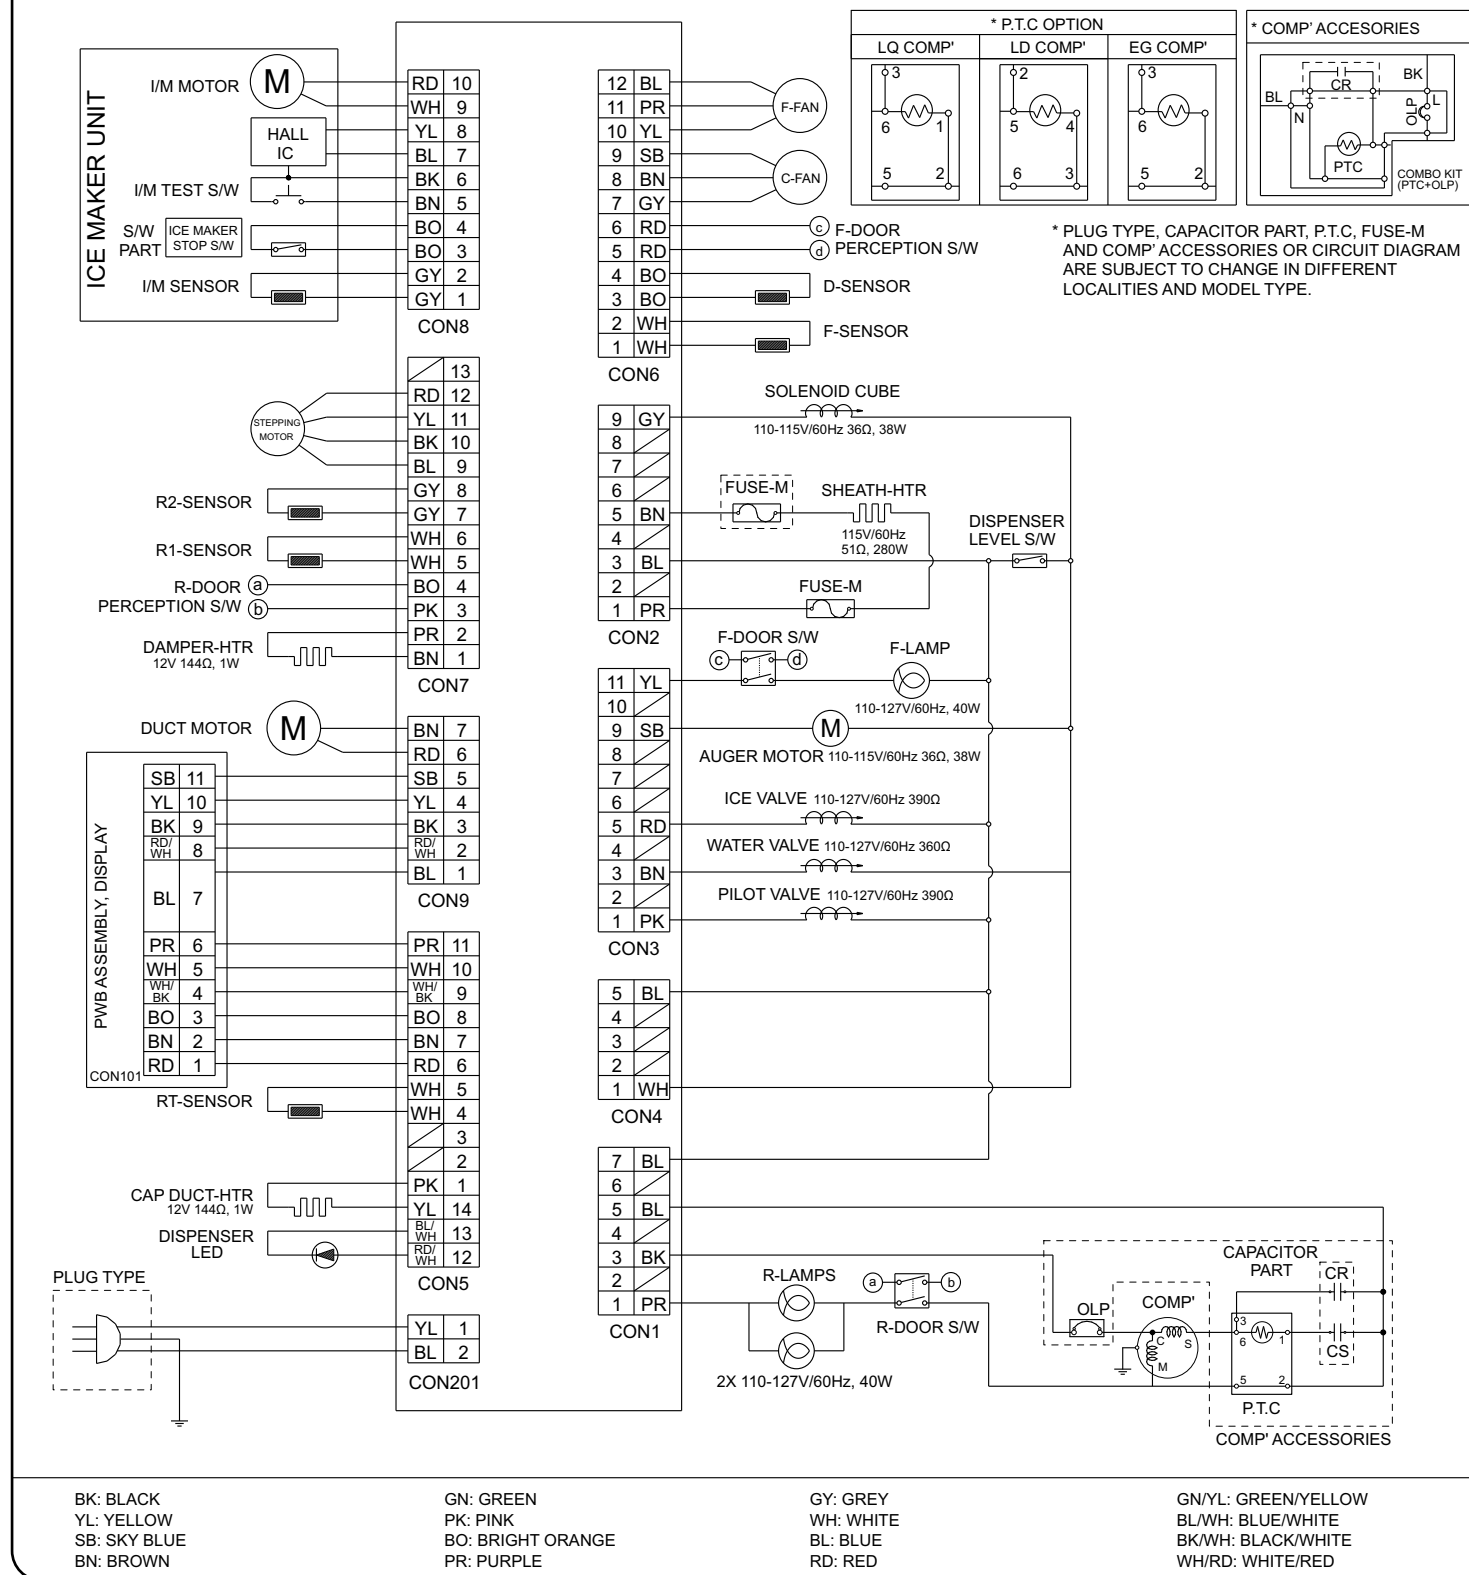 * P.T.C OPTION
LQ COMP' LD COMP' EG COMP'
3 6 1 5 2
2 5 4 6 3
3 6 5 2
* COMP' ACCESORIES
CR
BK
BL
N
L
OLP
PTC
COMBO KIT
(PTC+OLP)
* PLUG TYPE, CAPACITOR PART, P.T.C, FUSE-M
AND COMP' ACCESSORIES OR CIRCUIT DIAGRAM
ARE SUBJECT TO CHANGE IN DIFFERENT
LOCALITIES AND MODEL TYPE.
ICE MAKER UNIT
I/M MOTOR
M
HALL
IC
I/M TEST S/W
S/W
PART
ICE MAKER
STOP S/W
I/M SENSOR
RD 10
WH 9
YL 8
BL 7
BK 6
BN 5
BO 4
BO 3
GY 2
GY 1
CON8
STEPPING
MOTOR
R2-SENSOR
R1-SENSOR
R-DOOR a
PERCEPTION S/W b
DAMPER-HTR
12V 144Ω, 1W
13
RD 12
YL 11
BK 10
BL 9
GY 8
GY 7
WH 6
WH 5
BO 4
PK 3
PR 2
BN 1
CON7
DUCT MOTOR
M
BN 7
RD 6
SB 5
YL 4
BK 3
RD/
WH 2
BL 1
CON9
PWB ASSEMBLY, DISPLAY
SB 11
YL 10
BK 9
RD/
WH 8
BL 7
PR 6
WH 5
WH/
BK 4
BO 3
BN 2
RD 1
CON101
PR 11
WH 10
WH/
BK 9
BO 8
BN 7
RD 6
WH 5
WH 4
3
2
PK 1
YL 14
BL/
WH 13
RD/
WH 12
CON5
RT-SENSOR
CAP DUCT-HTR
12V 144Ω, 1W
DISPENSER
LED
PLUG TYPE
YL 1
BL 2
CON201
12 BL
11 PR
10 YL
9 SB
8 BN
7 GY
6 RD
5 RD
4 BO
3 BO
2 WH
1 WH
CON6
F-FAN
C-FAN
c F-DOOR
d PERCEPTION S/W
D-SENSOR
F-SENSOR
9 GY
8
7
6
5 BN
4
3 BL
2
1 PR
CON2
SOLENOID CUBE
110-115V/60Hz 36Ω, 38W
FUSE-M
SHEATH-HTR
115V/60Hz
51Ω, 280W
DISPENSER
LEVEL S/W
FUSE-M
F-DOOR S/W
c d
F-LAMP
110-127V/60Hz, 40W
11 YL
10
9 SB
8
7
6
5 RD
4
3 BN
2
1 PK
CON3
M
AUGER MOTOR 110-115V/60Hz 36Ω, 38W
ICE VALVE 110-127V/60Hz 390Ω
WATER VALVE 110-127V/60Hz 360Ω
PILOT VALVE 110-127V/60Hz 390Ω
5 BL
4
3
2
1 WH
CON4
7 BL
6
5 BL
4
3 BK
2
1 PR
CON1
R-LAMPS
2X 110-127V/60Hz, 40W
a b
R-DOOR S/W
OLP
COMP'
C S
M
CAPACITOR
PART
CR
CS
3
6 1
5 2
P.T.C
COMP' ACCESSORIES
BK: BLACK
YL: YELLOW
SB: SKY BLUE
BN: BROWN
GN: GREEN
PK: PINK
BO: BRIGHT ORANGE
PR: PURPLE
GY: GREY
WH: WHITE
BL: BLUE
RD: RED
GN/YL: GREEN/YELLOW
BL/WH: BLUE/WHITE
BK/WH: BLACK/WHITE
WH/RD: WHITE/RED